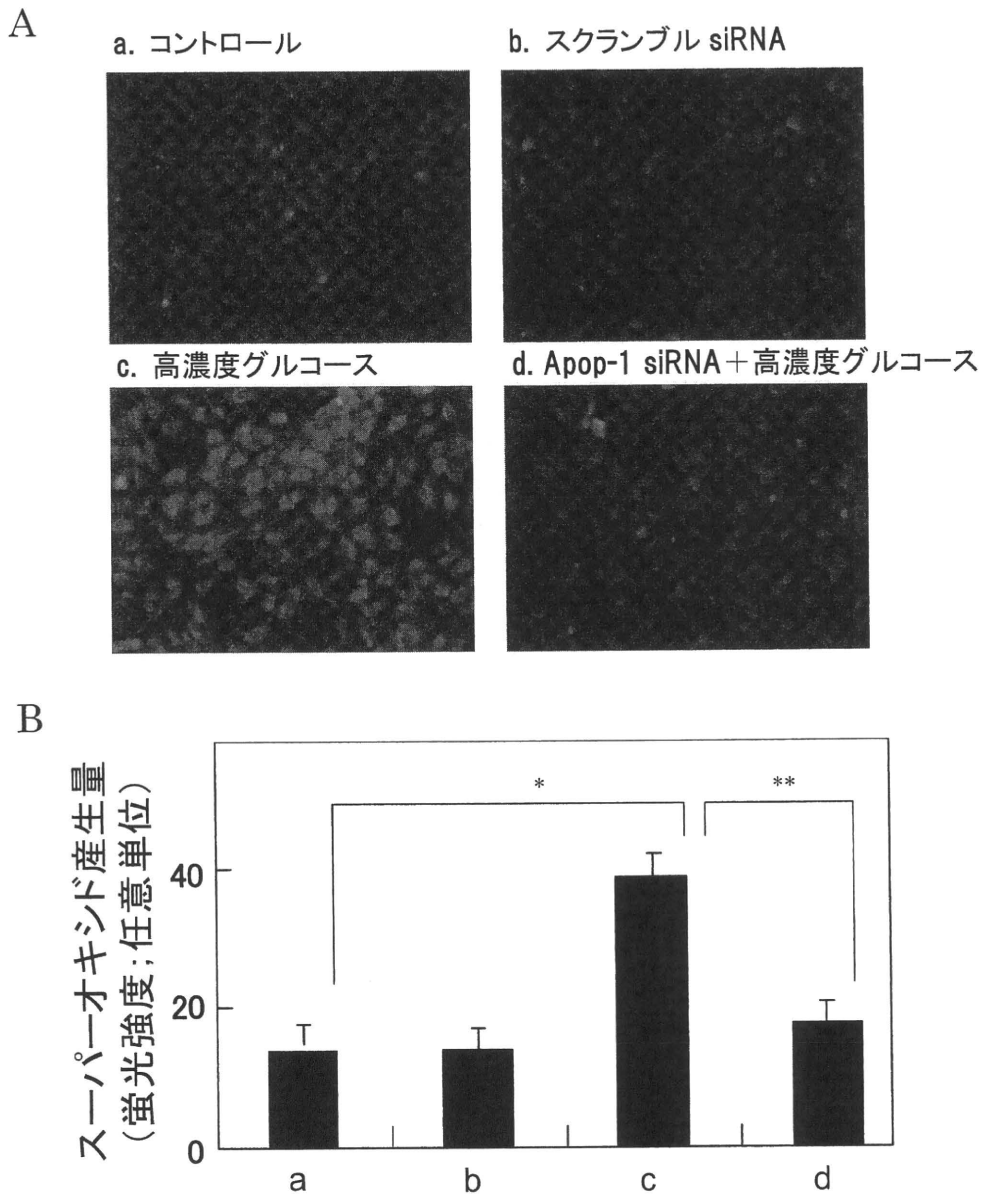 A
a. コントロール
b. スクランブル siRNA
c. 高濃度グルコース
d. Apop-1 siRNA＋高濃度グルコース
B
スーパーオキシド産生量
(蛍光強度;任意単位)
*
**
40
20
0
a
b
c
d